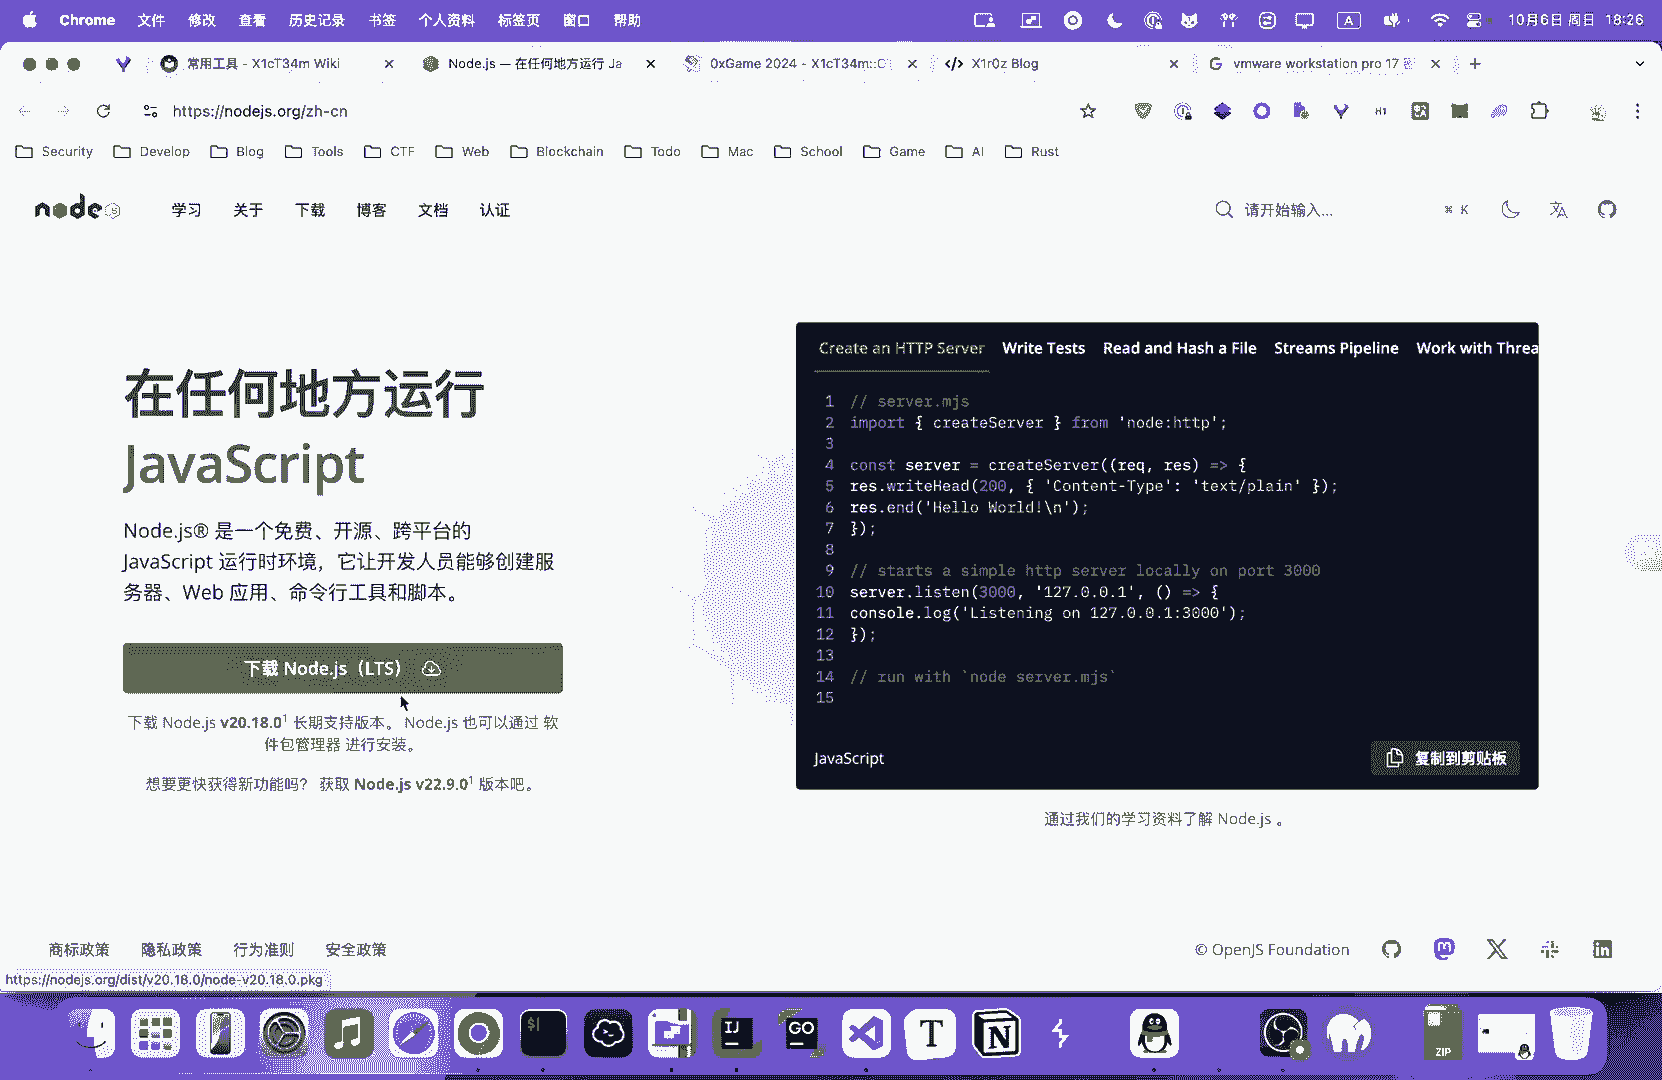 Chrome 文件 修改 查看 历史记录 书签 个人资料 标签页 窗口 帮助 A 10月6日 周日 18:26
常用工具 - X1cT34m Wiki
Node.js — 在任何地方运行 Ja
0xGame 2024 - X1cT34m::C
X1r0z Blog
vmware workstation pro 17
https://nodejs.org/zh-cn
Security Develop Blog Tools CTF Web Blockchain Todo Mac School Game AI Rust
node JS 学习 关于 下载 博客 文档 认证 请开始输入... ⌘ K
在任何地方运行
JavaScript
Node.js® 是一个免费、开源、跨平台的
JavaScript 运行时环境，它让开发人员能够创建服
务器、Web 应用、命令行工具和脚本。
下载 Node.js（LTS）
下载 Node.js v20.18.0¹ 长期支持版本。 Node.js 也可以通过 软
件包管理器 进行安装。
想要更快获得新功能吗？ 获取 Node.js v22.9.0¹ 版本吧。
Create an HTTP Server Write Tests Read and Hash a File Streams Pipeline Work with Threa
1 // server.mjs
2 import { createServer } from 'node:http';
3
4 const server = createServer((req, res) => {
5 res.writeHead(200, { 'Content-Type': 'text/plain' });
6 res.end('Hello World!\n');
7 });
8
9 // starts a simple http server locally on port 3000
10 server.listen(3000, '127.0.0.1', () => {
11 console.log('Listening on 127.0.0.1:3000');
12 });
13
14 // run with `node server.mjs`
15
JavaScript 复制到剪贴板
通过我们的学习资料了解 Node.js 。
商标政策 隐私政策 行为准则 安全政策 © OpenJS Foundation
https://nodejs.org/dist/v20.18.0/node-v20.18.0.pkg
$| IJ GO T N ZIP